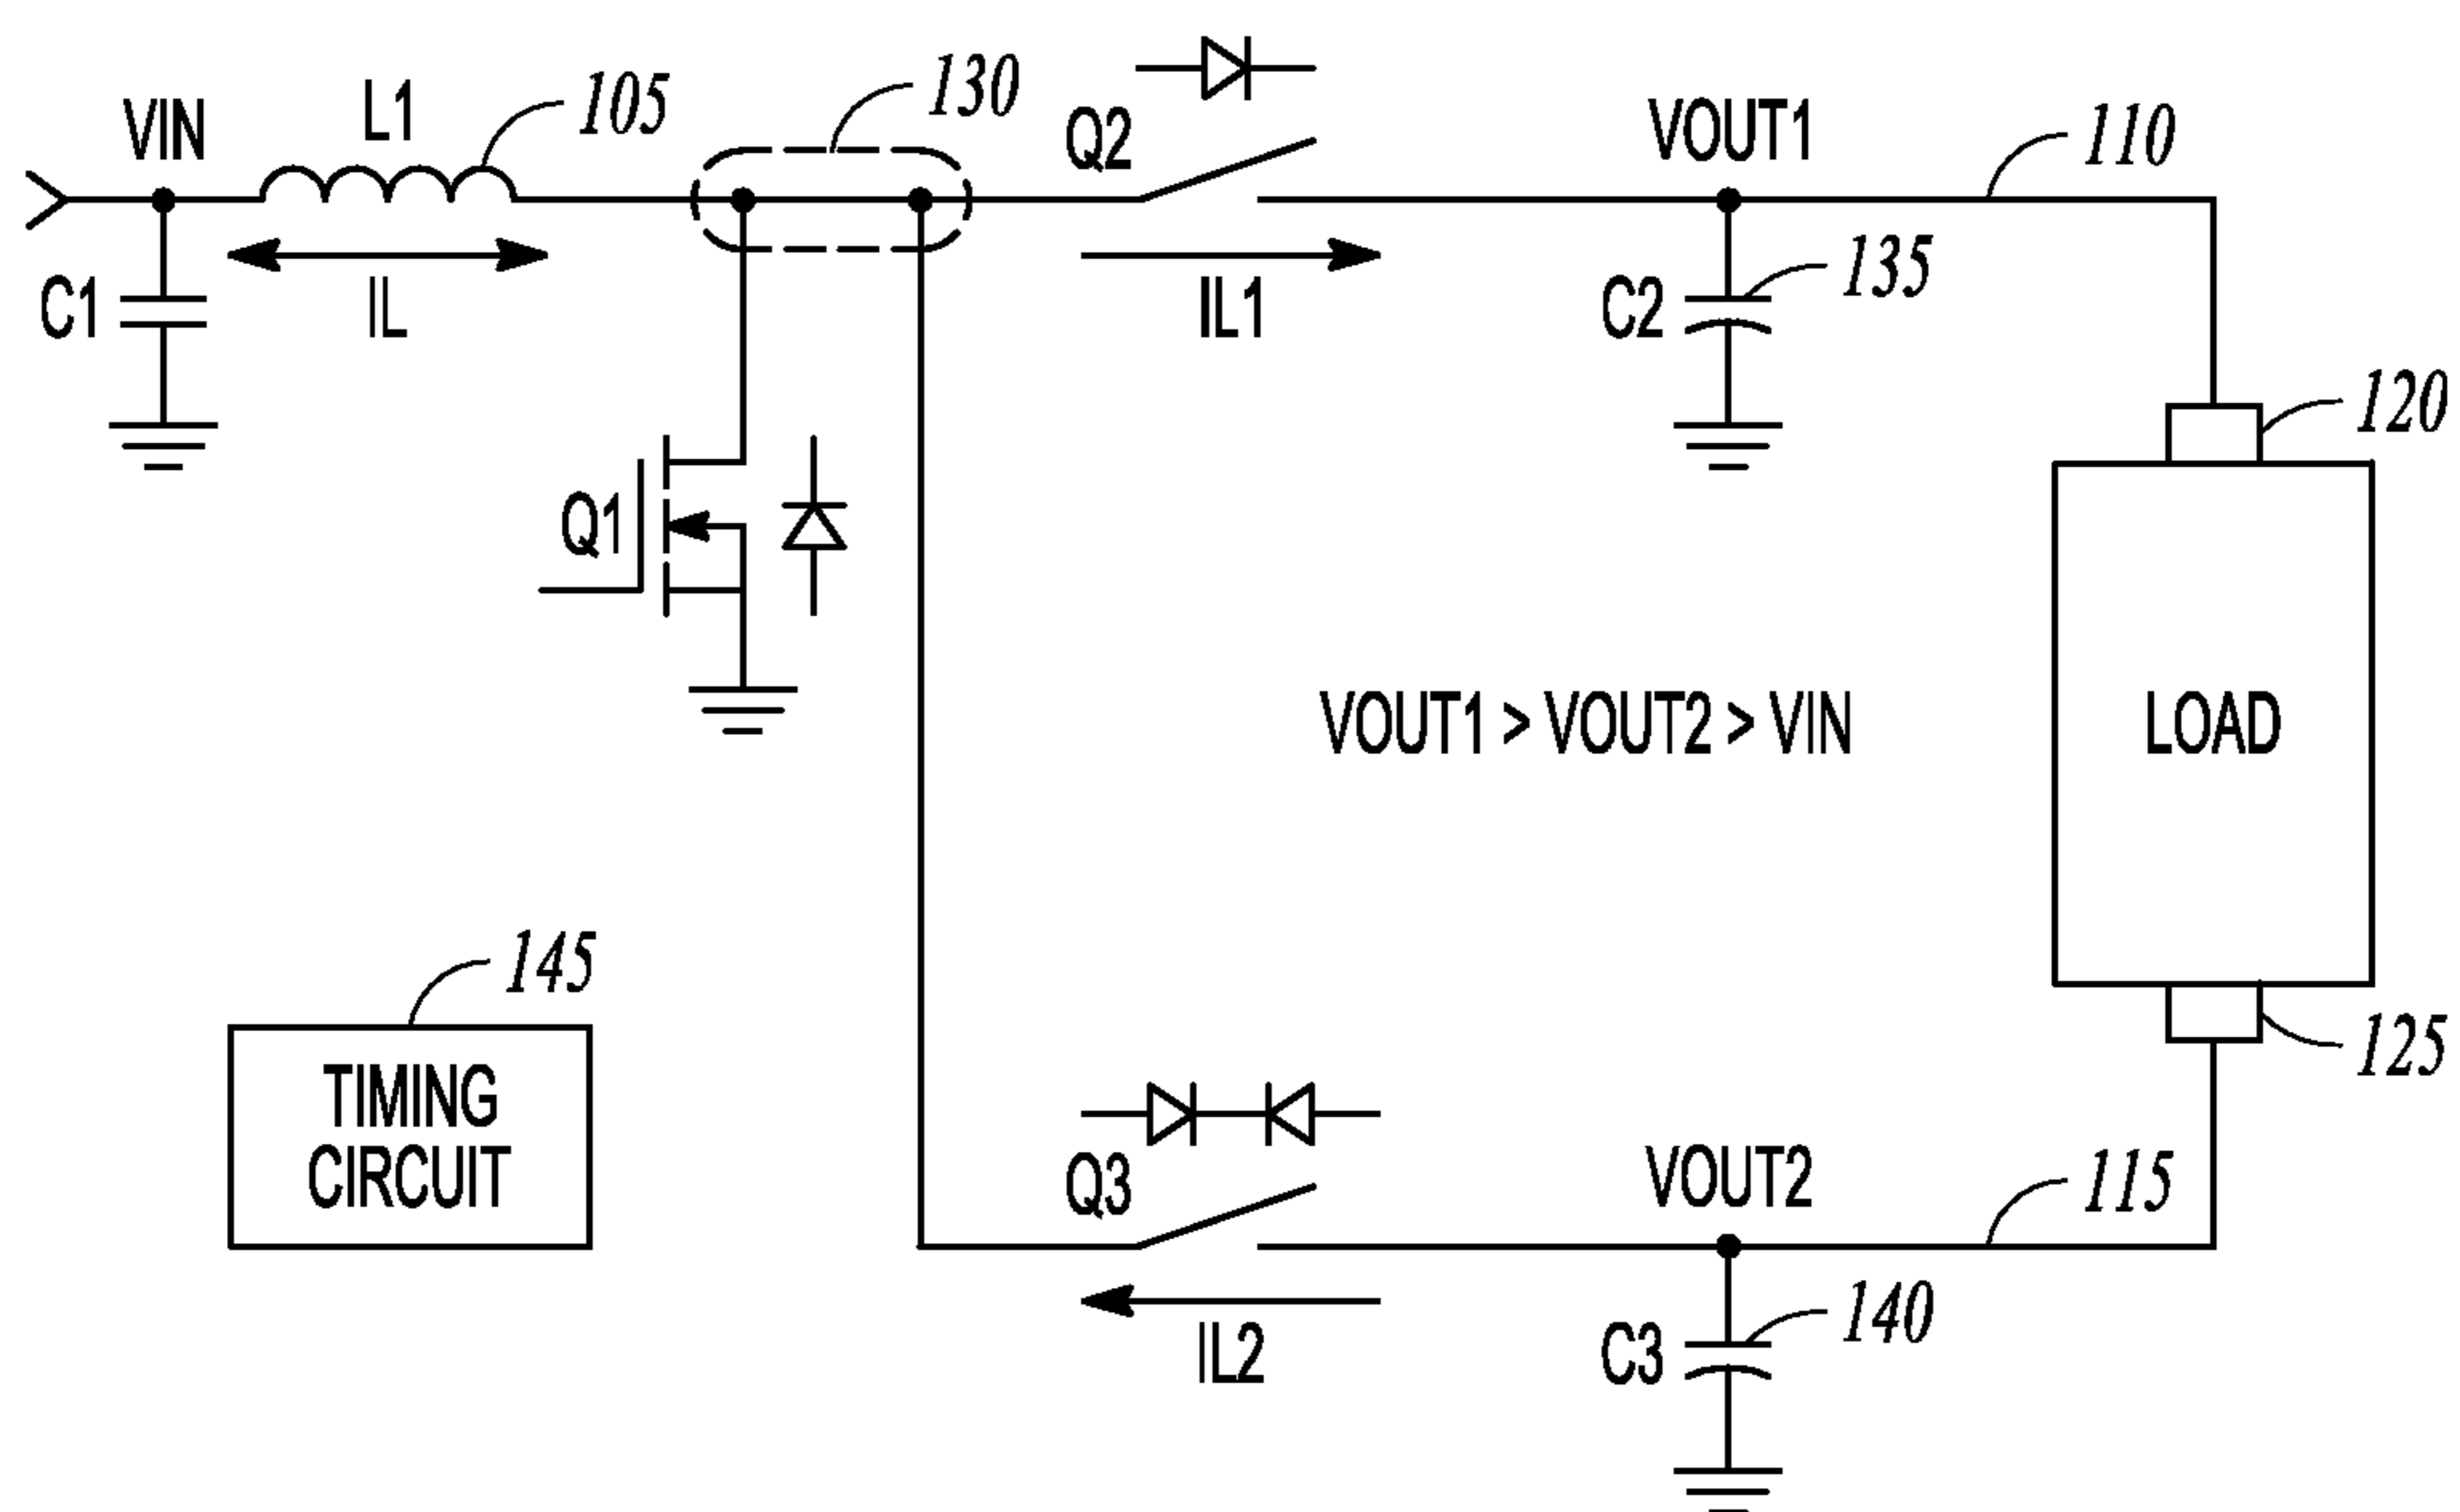 VIN
L1
105
130
Q2
VOUT1
110
C1
IL
IL1
C2
135
120
Q1
VOUT1 > VOUT2 > VIN
LOAD
145
TIMING
CIRCUIT
125
Q3
VOUT2
115
IL2
C3
140